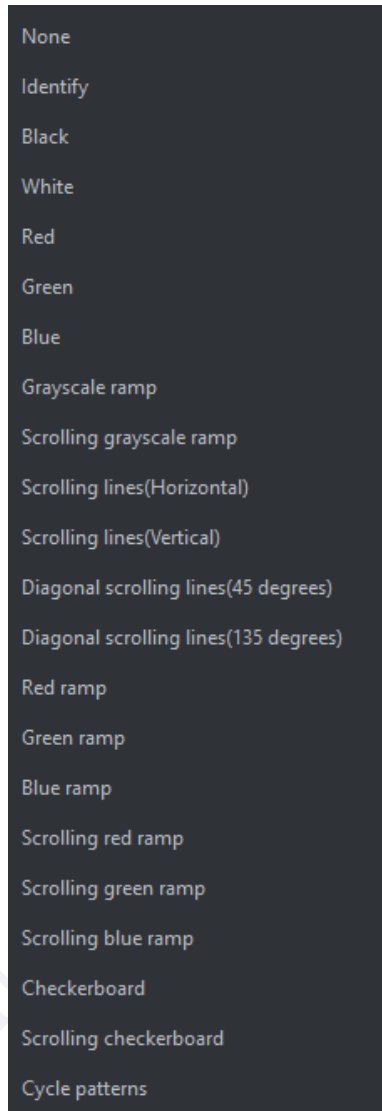 None
Identify
Black
White
Red
Green
Blue
Grayscale ramp
Scrolling grayscale ramp
Scrolling lines(Horizontal)
Scrolling lines(Vertical)
Diagonal scrolling lines(45 degrees)
Diagonal scrolling lines(135 degrees)
Red ramp
Green ramp
Blue ramp
Scrolling red ramp
Scrolling green ramp
Scrolling blue ramp
Checkerboard
Scrolling checkerboard
Cycle patterns